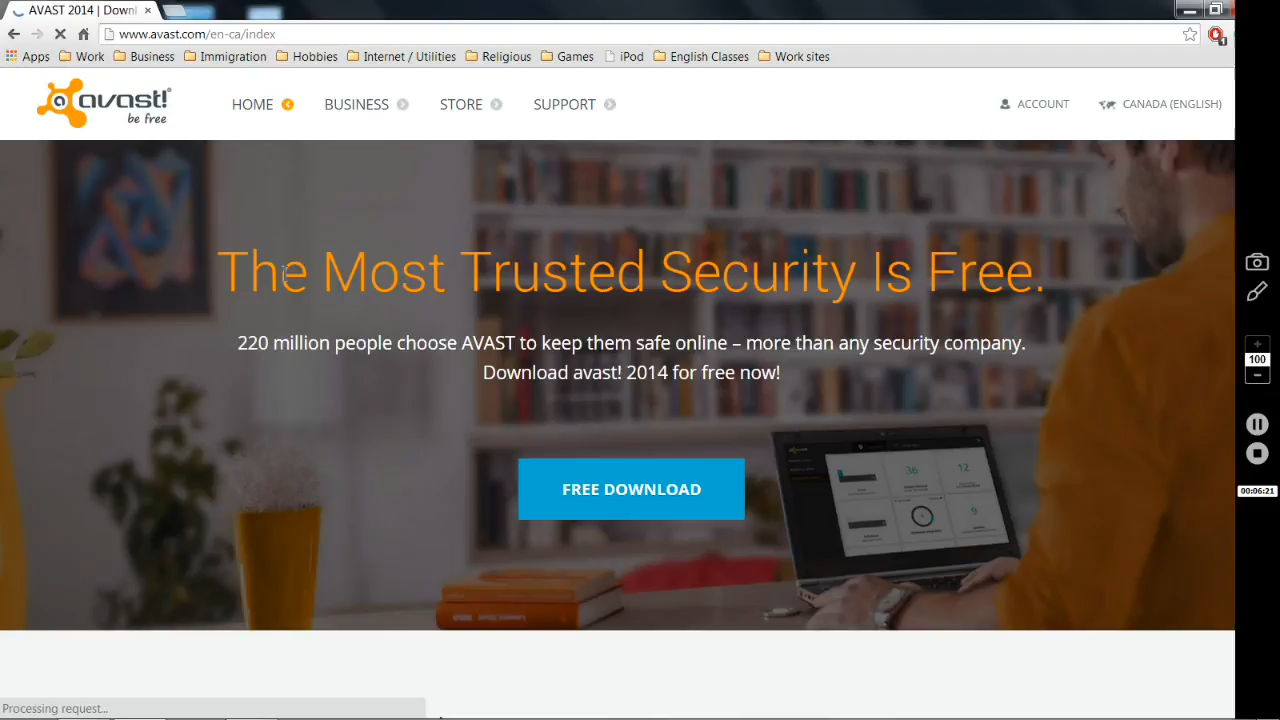 AVAST 2014 | Downl
www.avast.com/en-ca/index
Apps Work Business Immigration Hobbies Internet / Utilities Religious Games iPod English Classes Work sites
a avast!
be free
HOME BUSINESS STORE SUPPORT ACCOUNT CANADA (ENGLISH)
The Most Trusted Security Is Free.
220 million people choose AVAST to keep them safe online – more than any security company.
Download avast! 2014 for free now!
FREE DOWNLOAD
36 12
9
100
00:06:21
Processing request...